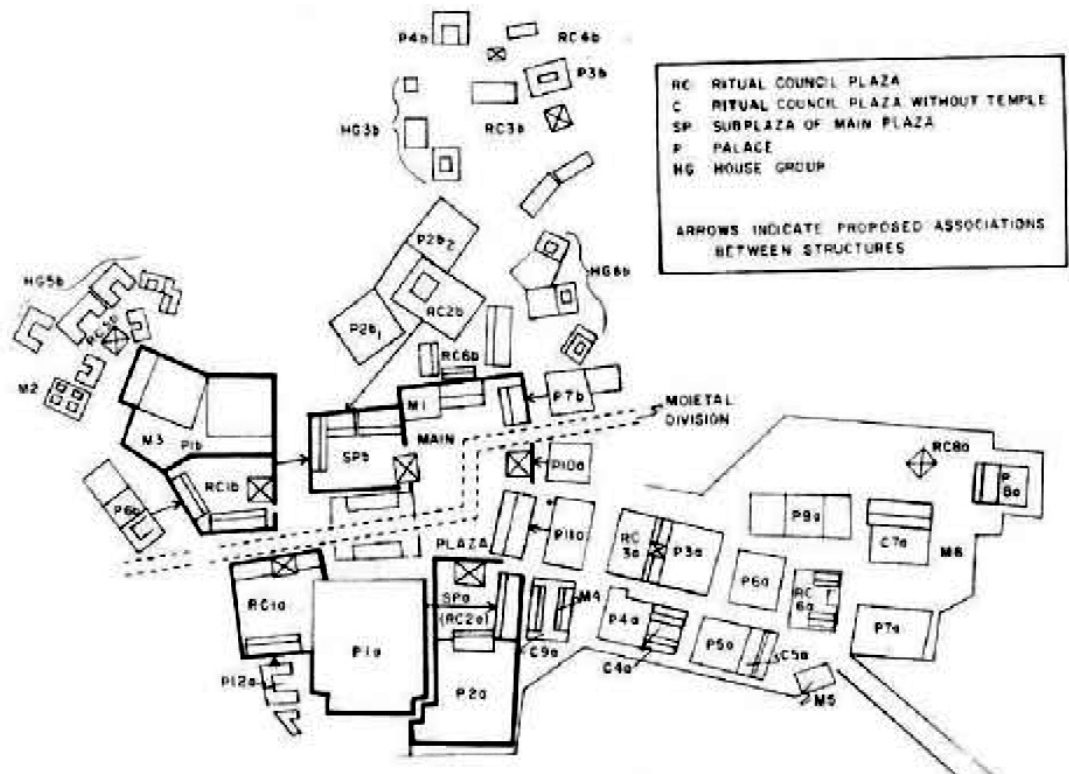 P4b
RC4b
P3b
HG3b
RC3b
RC RITUAL COUNCIL PLAZA
C RITUAL COUNCIL PLAZA WITHOUT TEMPLE
SP SUBPLAZA OF MAIN PLAZA
P PALACE
HG HOUSE GROUP
ARROWS INDICATE PROPOSED ASSOCIATIONS
BETWEEN STRUCTURES
P2b2
HG8b
HG5b
RC5b
RC2b
P2b1
RC6b
M2
M1
P7b
MOIETAL
DIVISION
M3 P1b
MAIN
SPb
P10a
RC8a
RC1b
P6b
P8a
PLAZA
P11a
RC
3a
P3a
P9a
C7a
M6
RC1a
SPa
(RC2a)
M4
P6a
RC
6a
P1a
P4a
P5a
C5a
P7a
C9a
C4a
P12a
P2a
M5